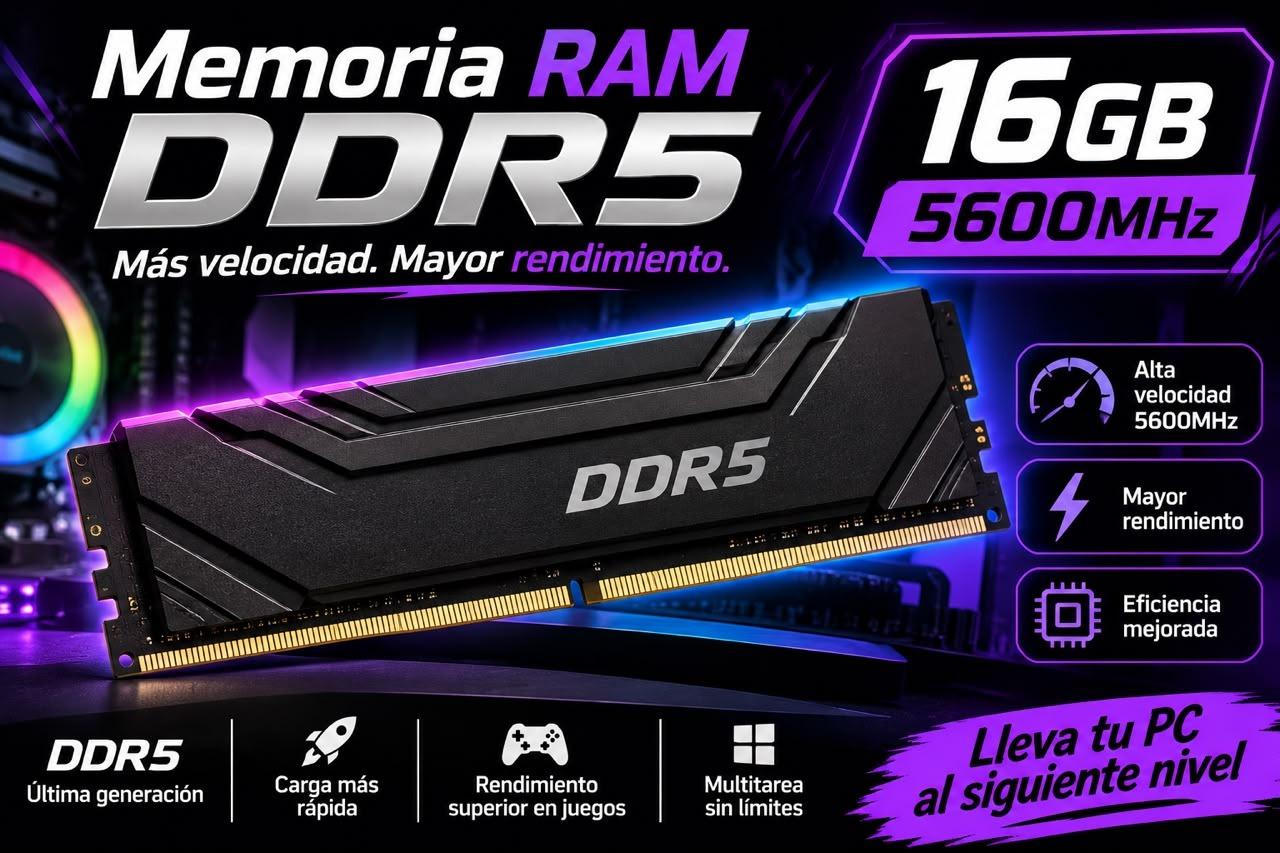 Memoria RAM
DDR5
Más velocidad. Mayor rendimiento.
16GB
5600MHz
DDR5
Alta
velocidad
5600MHz
Mayor
rendimiento
Eficiencia
mejorada
DDR5
Última generación
Carga más
rápida
Rendimiento
superior en juegos
Multitarea
sin límites
Lleva tu PC
al siguiente nivel